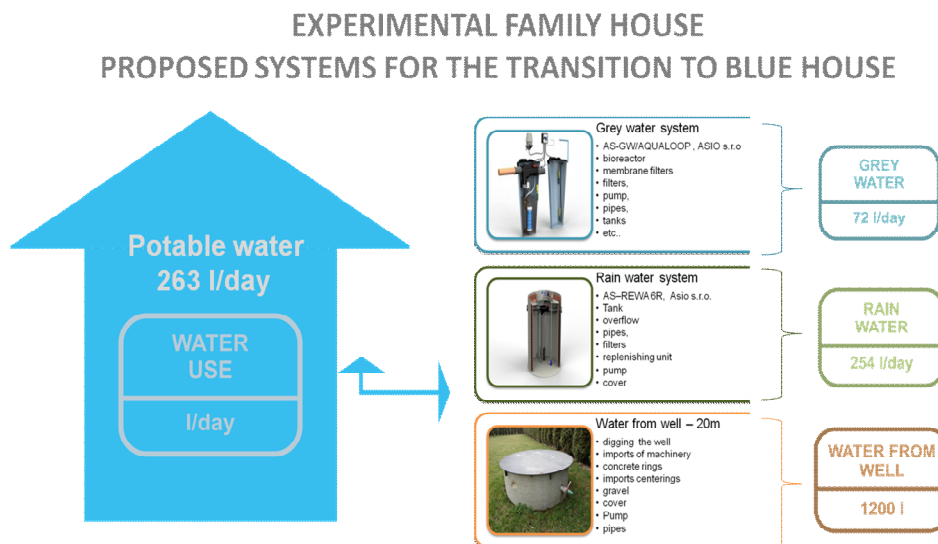 EXPERIMENTAL FAMILY HOUSE
PROPOSED SYSTEMS FOR THE TRANSITION TO BLUE HOUSE
Potable water
263 l/day
WATER
USE
l/day
Grey water system
• AS-GW/AQUALOOP , ASIO s.r.o
• bioreactor
• membrane filters
• filters,
• pump,
• pipes,
• tanks
• etc..
GREY
WATER
72 l/day
Rain water system
• AS–REWA 6R, Asio s.r.o.
• Tank
• overflow
• pipes,
• filters
• replenishing unit
• pump
• cover
RAIN
WATER
254 l/day
Water from well – 20m
• digging the well
• imports of machinery
• concrete rings
• imports centerings
• gravel
• cover
• Pump
• pipes
WATER FROM
WELL
1200 l